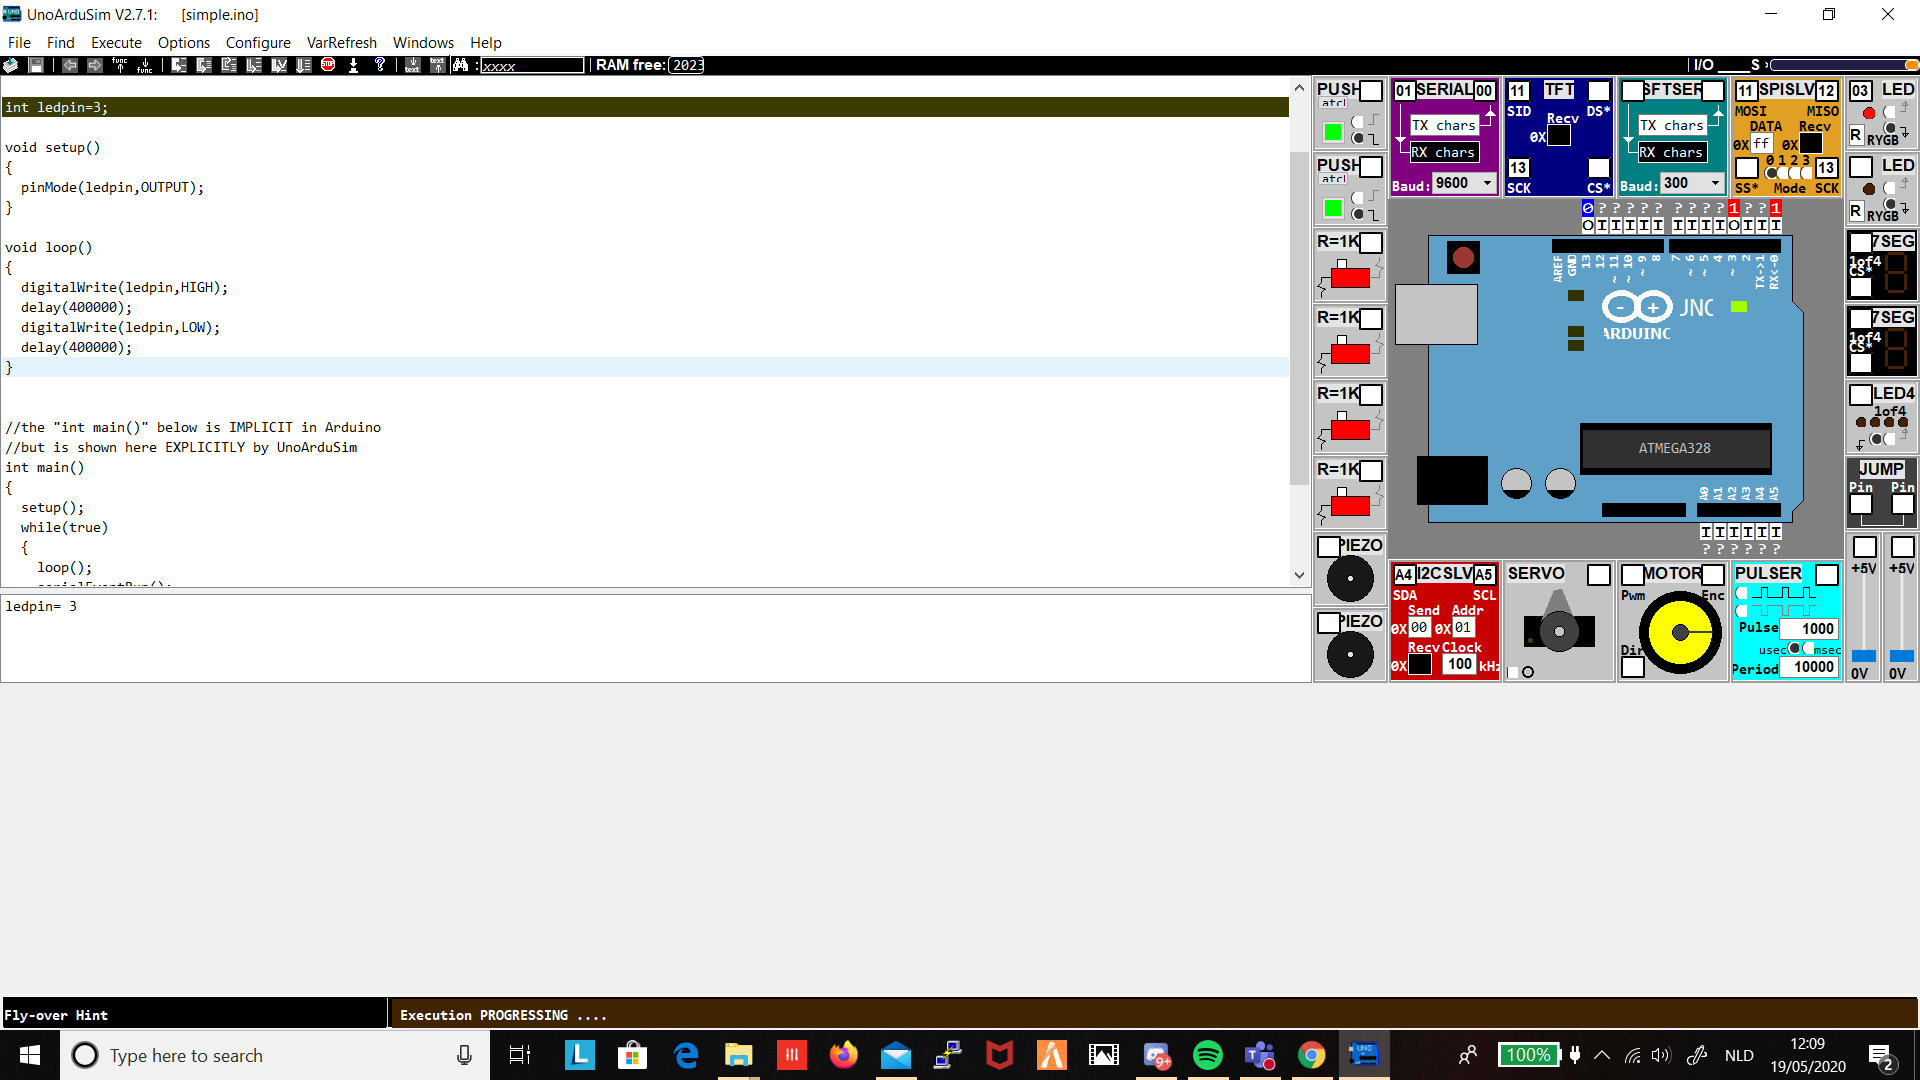 UnoArduSim V2.7.1: [simple.ino]
File Find Execute Options Configure VarRefresh Windows Help
func func STOP ? text text : xxxx RAM free: 2023 I/O ____S
int ledpin=3;
void setup()
{
pinMode(ledpin,OUTPUT);
}
void loop()
{
digitalWrite(ledpin,HIGH);
delay(400000);
digitalWrite(ledpin,LOW);
delay(400000);
}
//the "int main()" below is IMPLICIT in Arduino
//but is shown here EXPLICITLY by UnoArduSim
int main()
{
setup();
while(true)
{
loop();
ledpin= 3
PUSH
PUSH
R=1K
R=1K
R=1K
R=1K
PIEZO
PIEZO
01 SERIAL 00
TX chars
RX chars
Baud: 9600
11 TFT
SID DS*
Recv
0X
13
SCK CS*
SFTSER
TX chars
RX chars
Baud: 300
11 SPISLV 12
MOSI MISO
DATA Recv
0X ff 0X
0 1 2 3
13
SS* Mode SCK
03 LED
R RYGB
LED
R RYGB
7SEG
1of4
CS*
7SEG
1of4
CS*
LED4
1of4
JUMP
Pin Pin
+5V +5V
0V 0V
0 ? ? ? ? ? ? ? ? ? 1 ? ? 1
O I I I I I I I I I O I I I
AREF GND 13 12 ~11 ~10 ~9 8 7 ~6 ~5 4 ~3 2 TX->1 RX<-0
- + UNO
ARDUINO
ATMEGA328
A0 A1 A2 A3 A4 A5
I I I I I I
? ? ? ? ? ?
A4 I2CSLV A5
SDA SCL
Send Addr
0X 00 0X 01
Recv Clock
0X 100 kHz
SERVO
MOTOR
Pwm Enc
Dir
PULSER
Pulse 1000
usec msec
Period 10000
Fly-over Hint
Execution PROGRESSING ....
Type here to search
L
9+
UNO
100%
NLD
12:09
19/05/2020
2